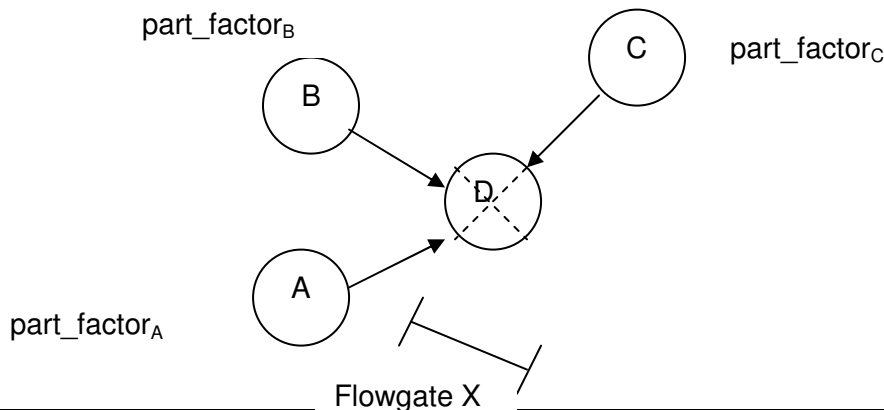 part_factorB
C
part_factorC
B
D
A
part_factorA
Flowgate X